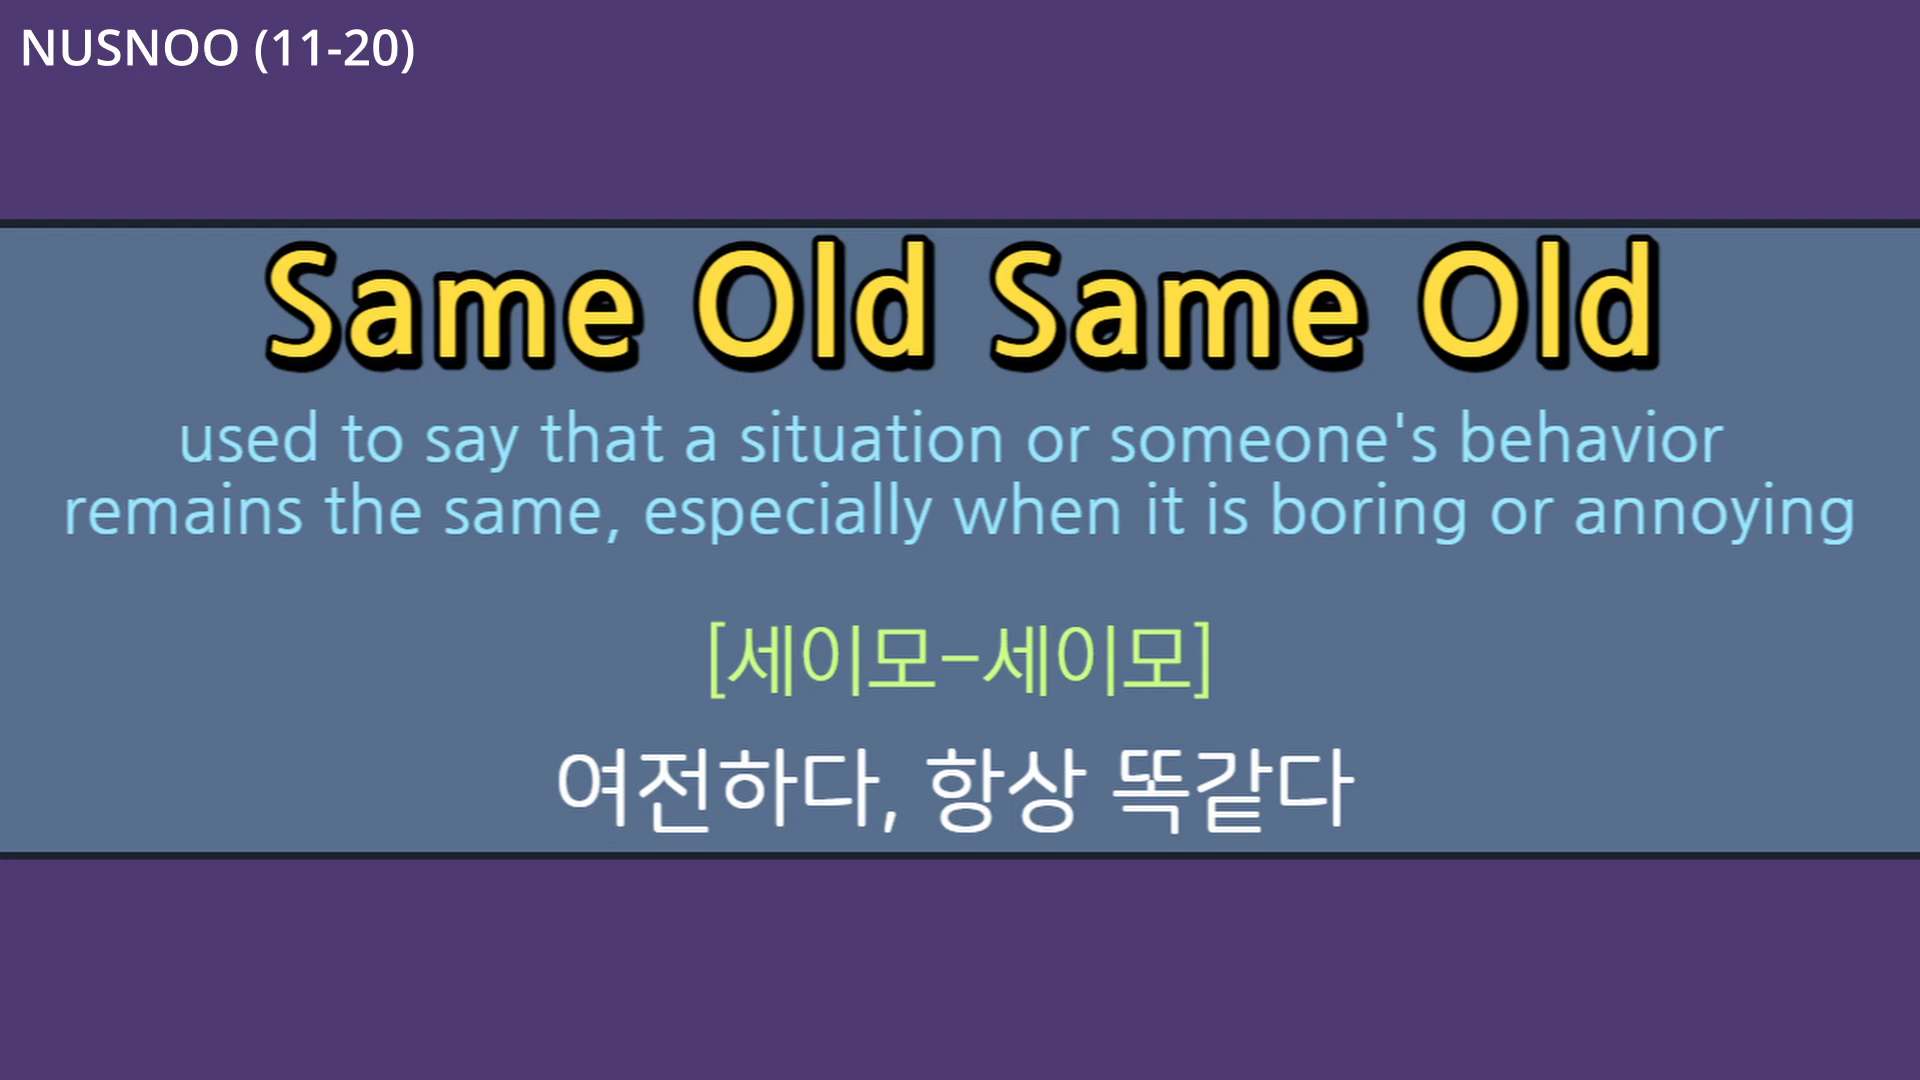 NUSNOO (11-20)
Same Old Same Old
used to say that a situation or someone's behavior
remains the same, especially when it is boring or annoying
[세이모-세이모]
여전하다, 항상 똑같다